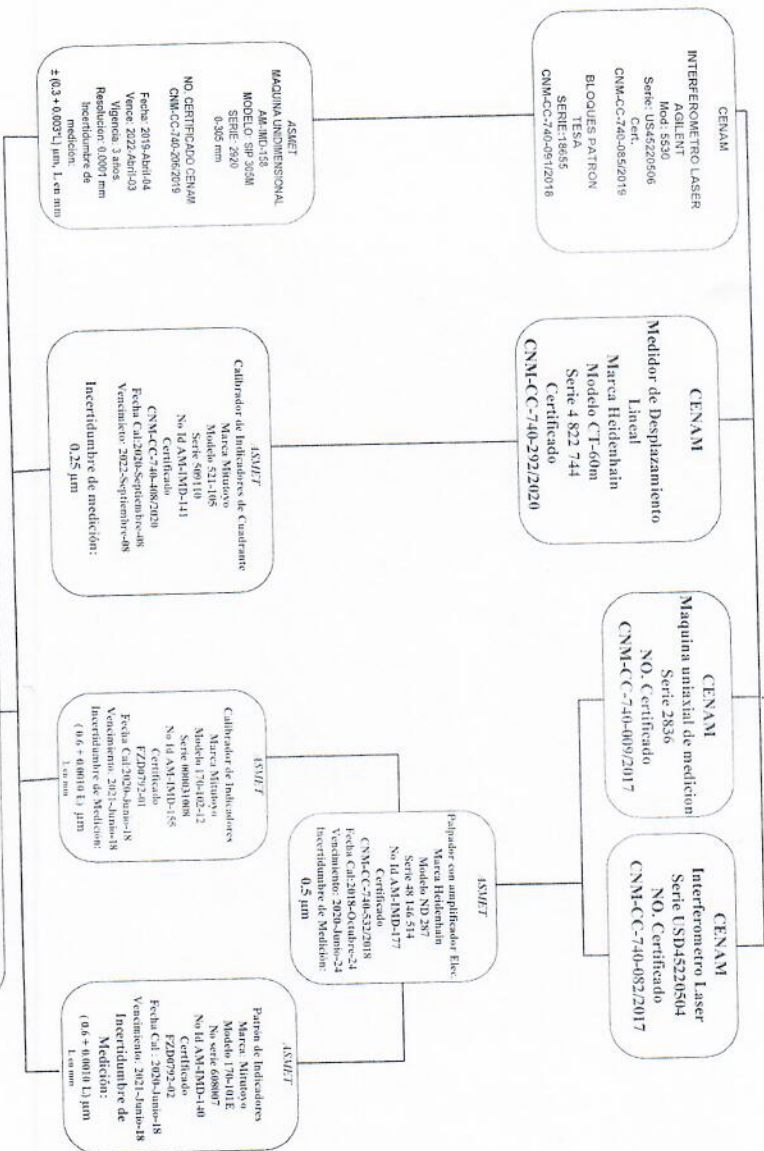 CENAM
INTERFEROMETRO LASER
AGILENT
Mod: 5530
Serie: US45220506
Cert.
CNM-CC-740-085/2019
BLOQUES PATRON
TESA
SERIE:18655
CNM-CC-740-091/2018
CENAM
Medidor de Desplazamiento
Lineal
Marca Heidenhain
Modelo CT-60m
Serie 4 822 744
Certificado
CNM-CC-740-292/2020
CENAM
Maquina uniaxial de medicion
Serie 2836
NO. Certificado
CNM-CC-740-009/2017
CENAM
Interferometro Laser
Serie USD45220504
NO. Certificado
CNM-CC-740-082/2017
ASMET
Palpador con amplificador Elec.
Marca Heidenhain
Modelo ND 287
Serie 48 146 514
No Id AM-IMD-177
Certificado
CNM-CC-740-532/2018
Fecha Cal:2018-Octubre-24
Vencimiento: 2020-Junio-24
Incertidumbre de Medición:
0.5 µm
ASMET
MAQUINA UNIDIMENSIONAL
AM-IMD-158
MODELO: SIP 305M
SERIE: 2920
0-305 mm
NO. CERTIFICADO CENAM
CNM-CC-740-206/2019
Fecha: 2019-Abril-04
Vence: 2022-Abril-03
Vigencia: 3 años
Resolucion: 0.0001 mm
Incertidumbre de
medición:
± (0.3 + 0.003*L) µm, L en mm
ASMET
Calibrador de Indicadores de Cuadrante
Marca Mitutoyo
Modelo 521-105
Serie 509110
No Id AM-IMD-141
Certificado
CNM-CC-740-408/2020
Fecha Cal:2020-Septiembre-08
Vencimieto: 2022-Septiembre-08
Incertidumbre de medición:
0.25 µm
ASMET
Calibrador de Indicadores
Marca Mitutoyo
Modelo 170-102-12
Serie 000031008
No Id AM-IMD-155
Certificado
FZD0792-01
Fecha Cal:2020-Junio-18
Vencimiento: 2021-Junio-18
Incertidumbre de Medición:
( 0.6 + 0.0010 L) µm
L en mm
ASMET
Patrón de Indicadores
Marca: Mitutoyo
Modelo 170-101E
No serie 608007
No Id AM-IMD-140
Certificado
FZD0792-02
Fecha Cal : 2020-Junio-18
Vencimiento: 2021-Junio-18
Incertidumbre de
Medición:
( 0.6 + 0.0010 L) µm
L en mm